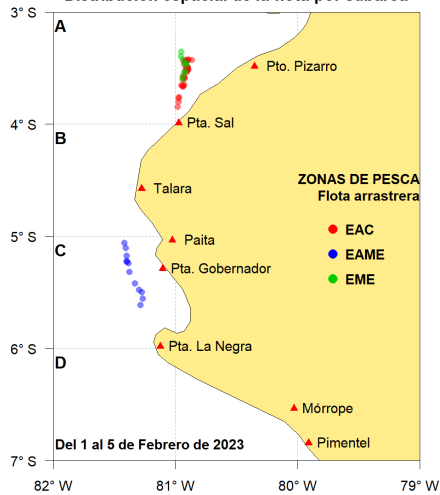 Distribución espacial de la flota por subárea
3° S
A
Pto. Pizarro
4° S
Pta. Sal
B
ZONAS DE PESCA
Flota arrastrera
Talara
EAC
5° S
Paita
C
EAME
Pta. Gobernador
EME
6° S
Pta. La Negra
D
Mórrope
Del 1 al 5 de Febrero de 2023
Pimentel
7° S
82° W
81° W
80° W
79° W